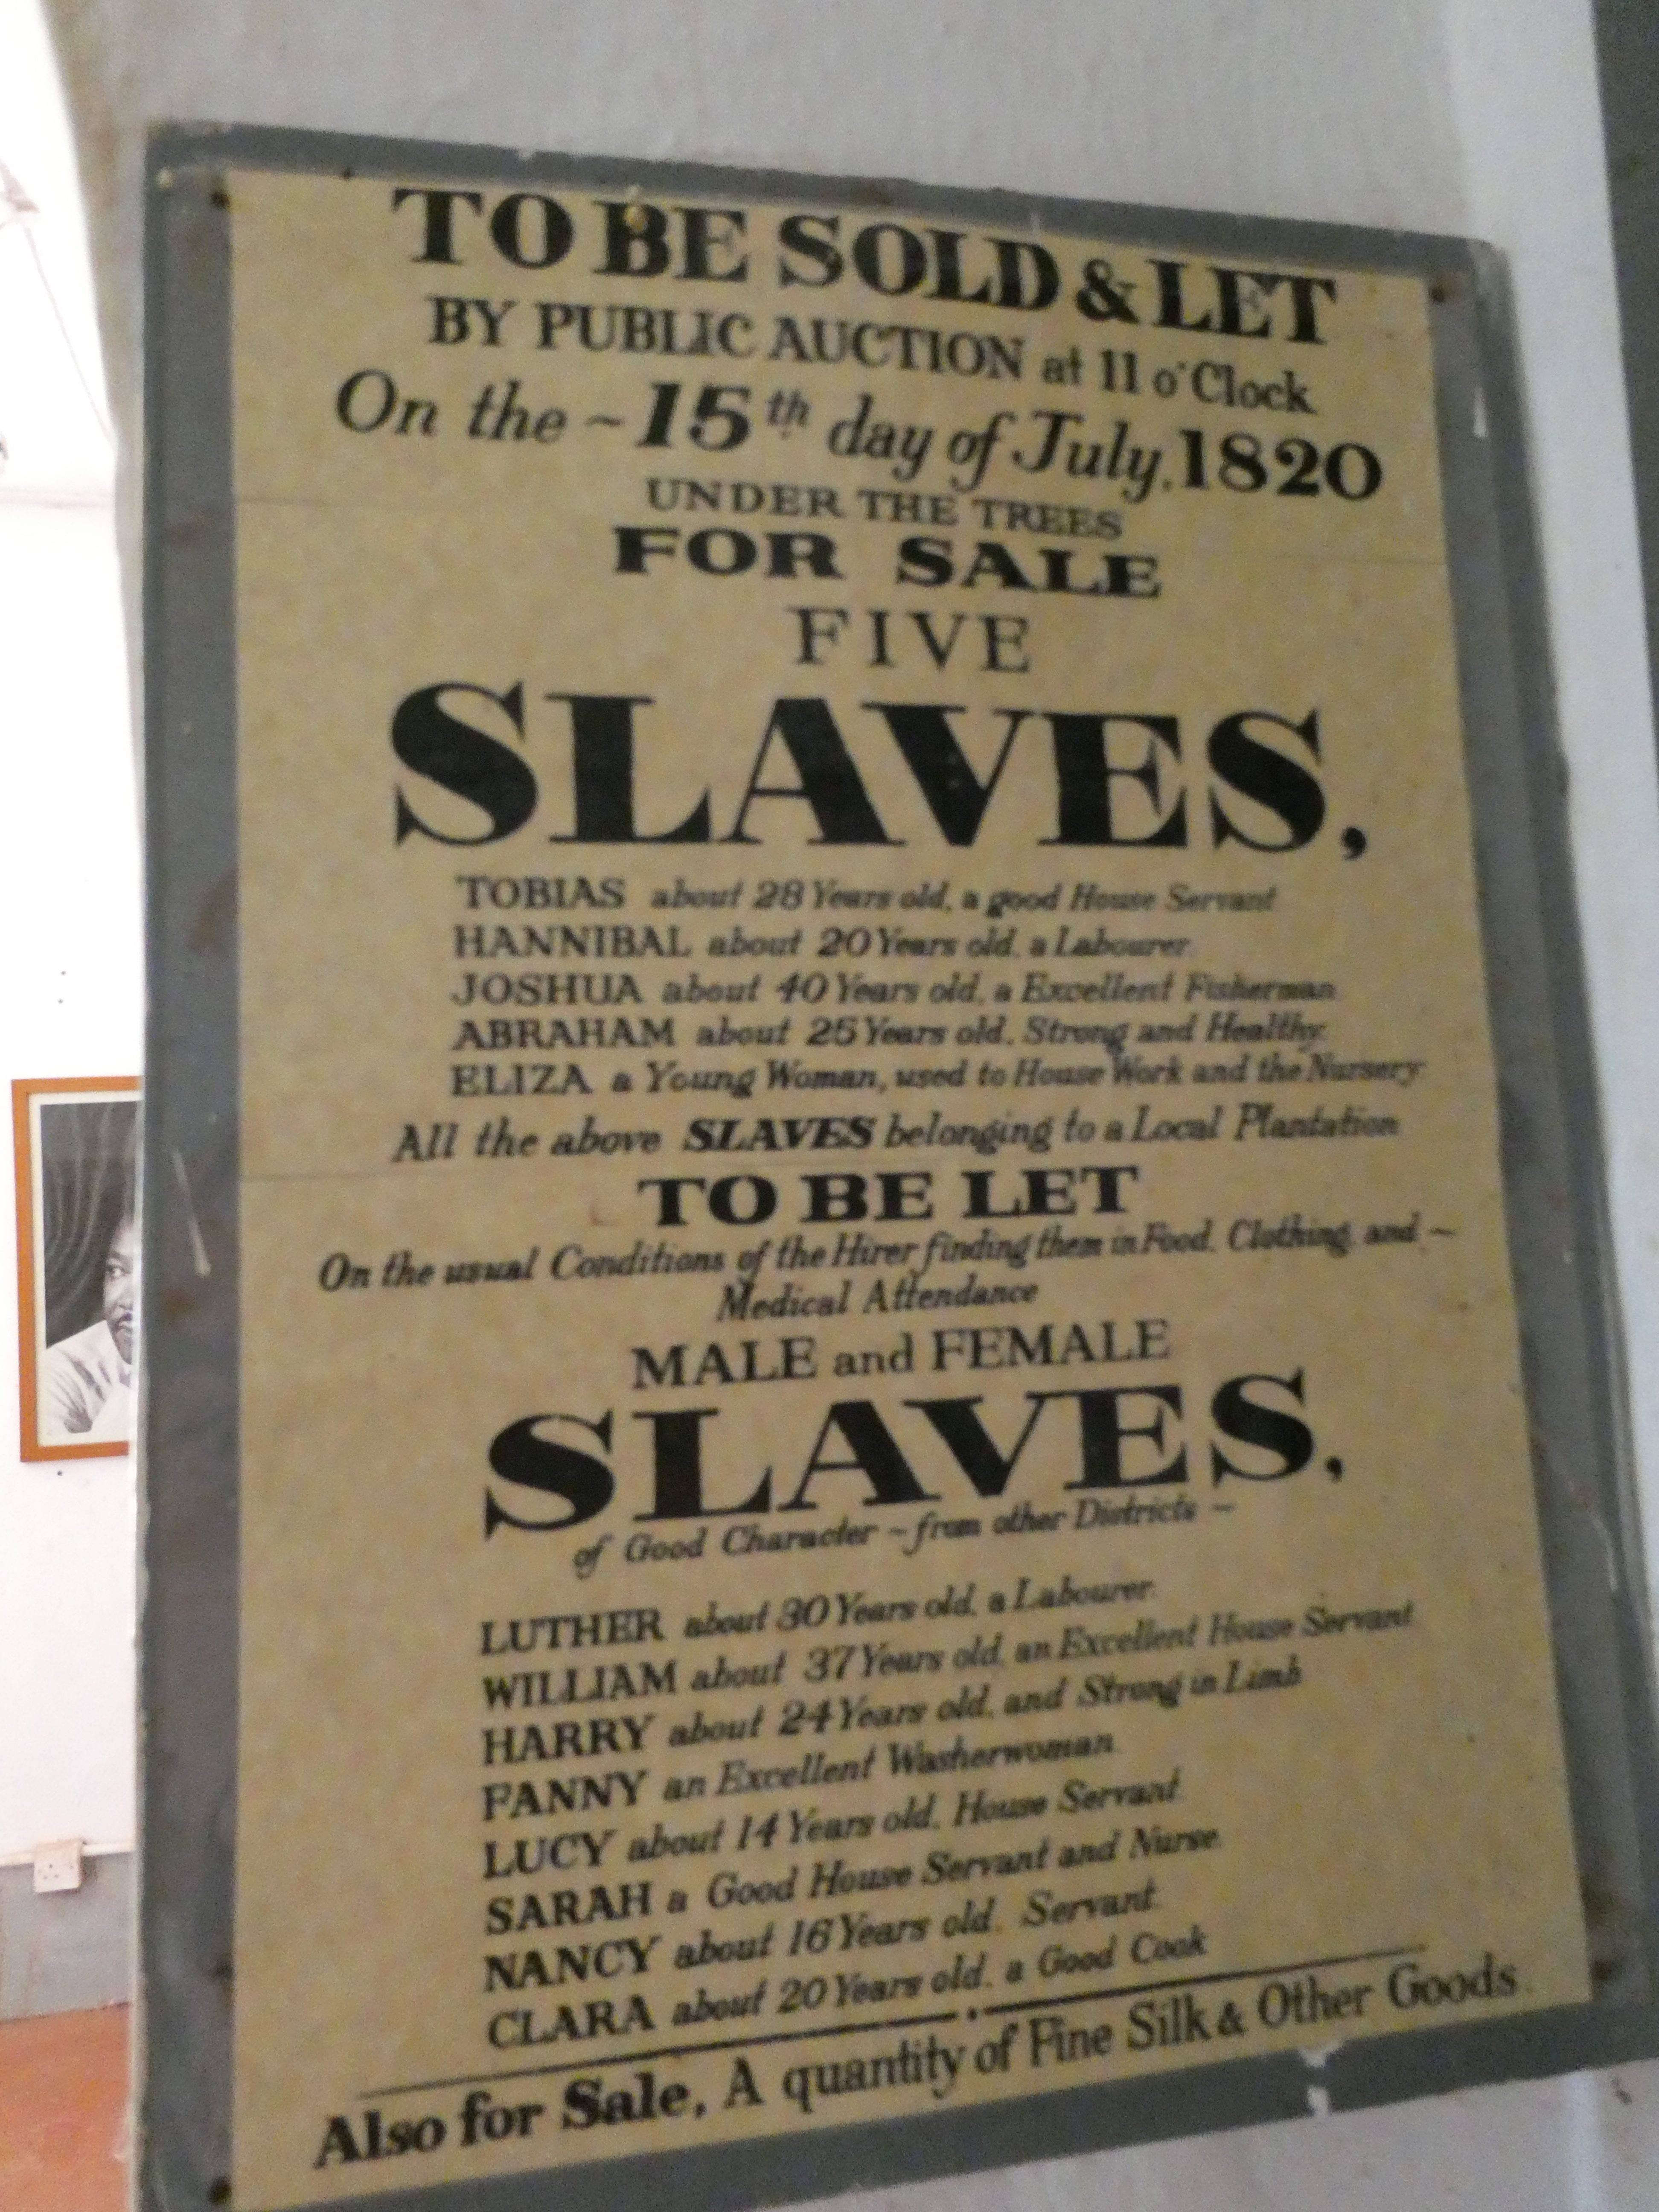 TO BE SOLD & LET
BY PUBLIC AUCTION at 11 o'Clock
On the ~ 15th day of July. 1820
UNDER THE TREES
FOR SALE
FIVE
SLAVES,
TOBIAS about 28 Years old, a good House Servant
HANNIBAL about 20 Years old, a Labourer.
JOSHUA about 40 Years old, a Excellent Fisherman
ABRAHAM about 25 Years old. Strong and Healthy.
ELIZA a Young Woman, used to House Work and the Nursery
All the above SLAVES belonging to a Local Plantation
TO BE LET
On the usual Conditions of the Hirer finding them in Food. Clothing. and ~
Medical Attendance
MALE and FEMALE
SLAVES,
of Good Character ~ from other Districts ~
LUTHER about 30 Years old, a Labourer.
WILLIAM about 37 Years old, an Excellent House Servant
HARRY about 24 Years old, and Strong in Limb
FANNY an Excellent Washerwoman.
LUCY about 14 Years old. House Servant
SARAH a Good House Servant and Nurse.
NANCY about 16 Years old. Servant.
CLARA about 20 Years old. a Good Cook
Also for Sale, A quantity of Fine Silk & Other Goods.